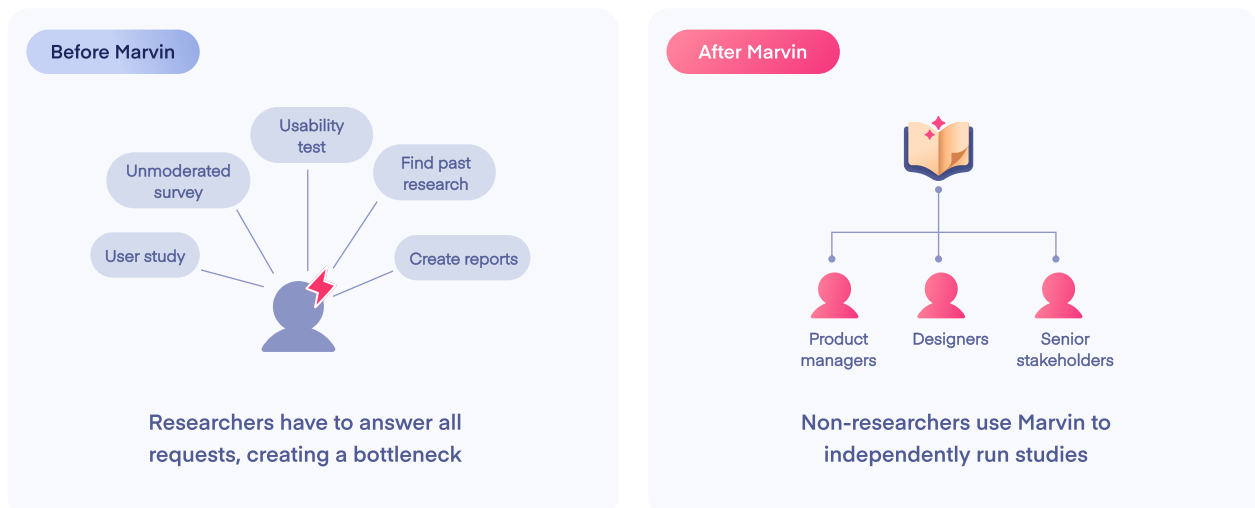 Before Marvin
Usability
test
Unmoderated
survey
Find past
research
User study
Create reports
Researchers have to answer all
requests, creating a bottleneck
After Marvin
Product
managers
Designers
Senior
stakeholders
Non-researchers use Marvin to
independently run studies